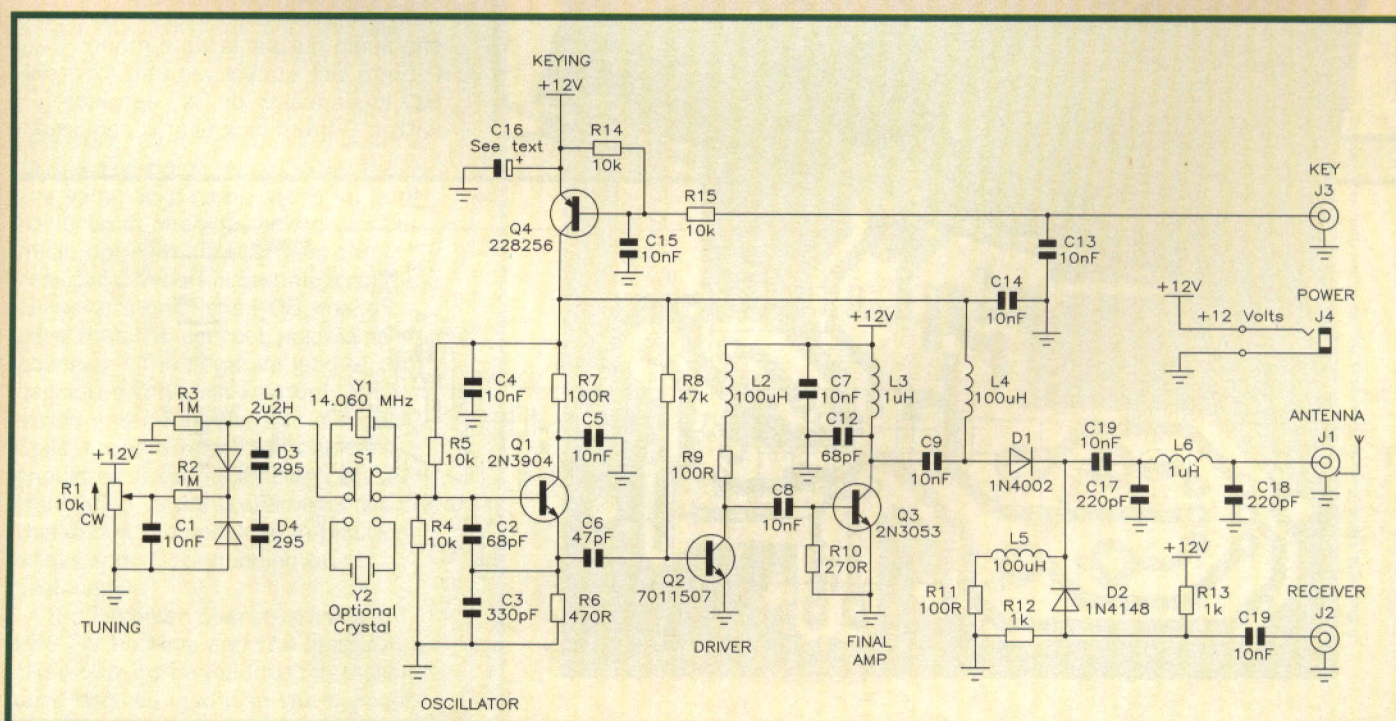 KEYING
+12V
C16
See text
+
R14
10k
Q4
228256
C15
10nF
R15
10k
KEY
J3
C13
10nF
C14
10nF
+12V
+12 Volts
POWER
J4
+12V
R3
1M
L1
2u2H
Y1
14.060 MHz
S1
C4
10nF
R7
100R
R8
47k
L2
100uH
C7
10nF
L3
1uH
L4
100uH
C12
68pF
+12V
R2
1M
D3
295
R5
10k
Q1
2N3904
C5
10nF
R9
100R
C9
10nF
D1
1N4002
C19
10nF
L6
1uH
ANTENNA
J1
R1
10k
CW
C1
10nF
D4
295
R4
10k
C2
68pF
C6
47pF
C8
10nF
Q3
2N3053
C17
220pF
C18
220pF
Y2
Optional
Crystal
C3
330pF
R6
470R
Q2
7011507
R10
270R
L5
100uH
R11
100R
R12
1k
D2
1N4148
+12V
R13
1k
C19
10nF
RECEIVER
J2
TUNING
OSCILLATOR
DRIVER
FINAL
AMP